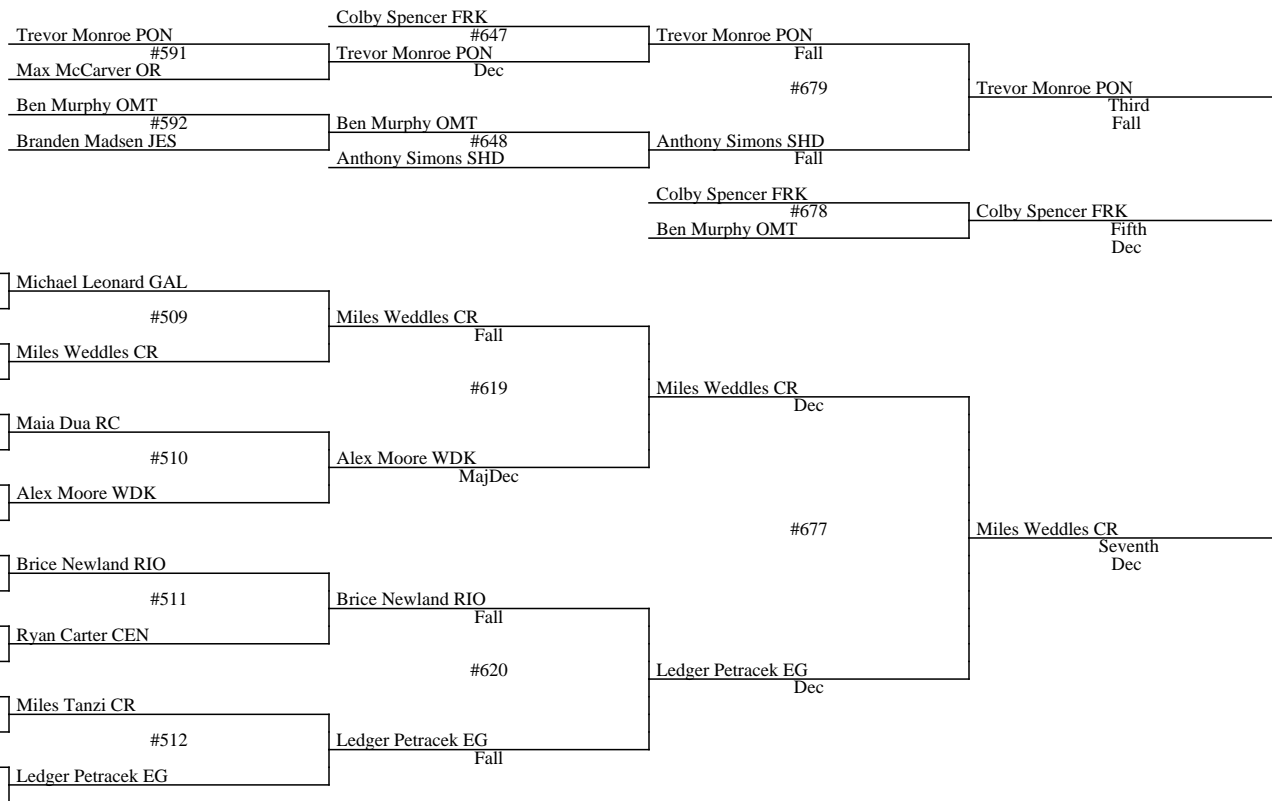 Colby Spencer FRK
Trevor Monroe PON
#647
Trevor Monroe PON
#591
Trevor Monroe PON
Fall
Max McCarver OR
Dec
#679
Trevor Monroe PON
Third
Fall
Ben Murphy OMT
#592
Ben Murphy OMT
Branden Madsen JES
#648
Anthony Simons SHD
Anthony Simons SHD
Fall
Colby Spencer FRK
#678
Colby Spencer FRK
Ben Murphy OMT
Fifth
Dec
Michael Leonard GAL
#509
Miles Weddles CR
Fall
Miles Weddles CR
#619
Miles Weddles CR
Dec
Maia Dua RC
#510
Alex Moore WDK
MajDec
Alex Moore WDK
#677
Miles Weddles CR
Seventh
Dec
Brice Newland RIO
#511
Brice Newland RIO
Fall
Ryan Carter CEN
#620
Ledger Petracek EG
Dec
Miles Tanzi CR
#512
Ledger Petracek EG
Fall
Ledger Petracek EG